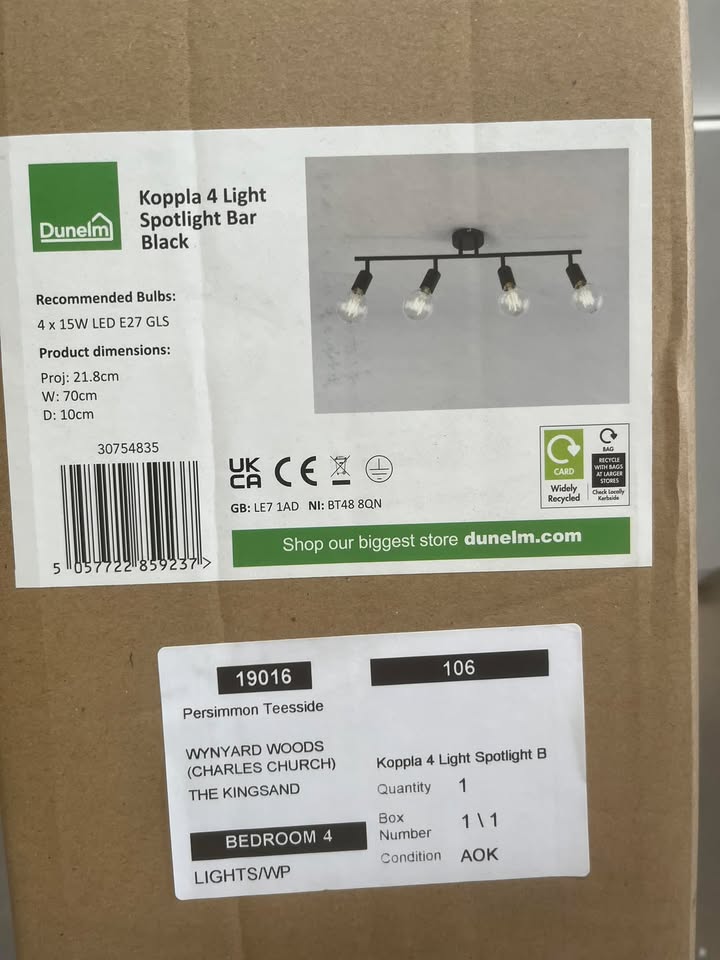 Dunelm
Koppla 4 Light
Spotlight Bar
Black
Recommended Bulbs:
4 x 15W LED E27 GLS
Product dimensions:
Proj: 21.8cm
W: 70cm
D: 10cm
30754835
5 057722 859237 >
UK
CA
CE
GB: LE7 1AD NI: BT48 8QN
CARD
Widely
Recycled
BAG
RECYCLE
WITH BAGS
AT LARGER
STORES
Check Locally
Kerbside
Shop our biggest store dunelm.com
19016
106
Persimmon Teesside
WYNYARD WOODS
(CHARLES CHURCH)
THE KINGSAND
BEDROOM 4
LIGHTS/WP
Koppla 4 Light Spotlight B
Quantity 1
Box
Number 1 \ 1
Condition AOK